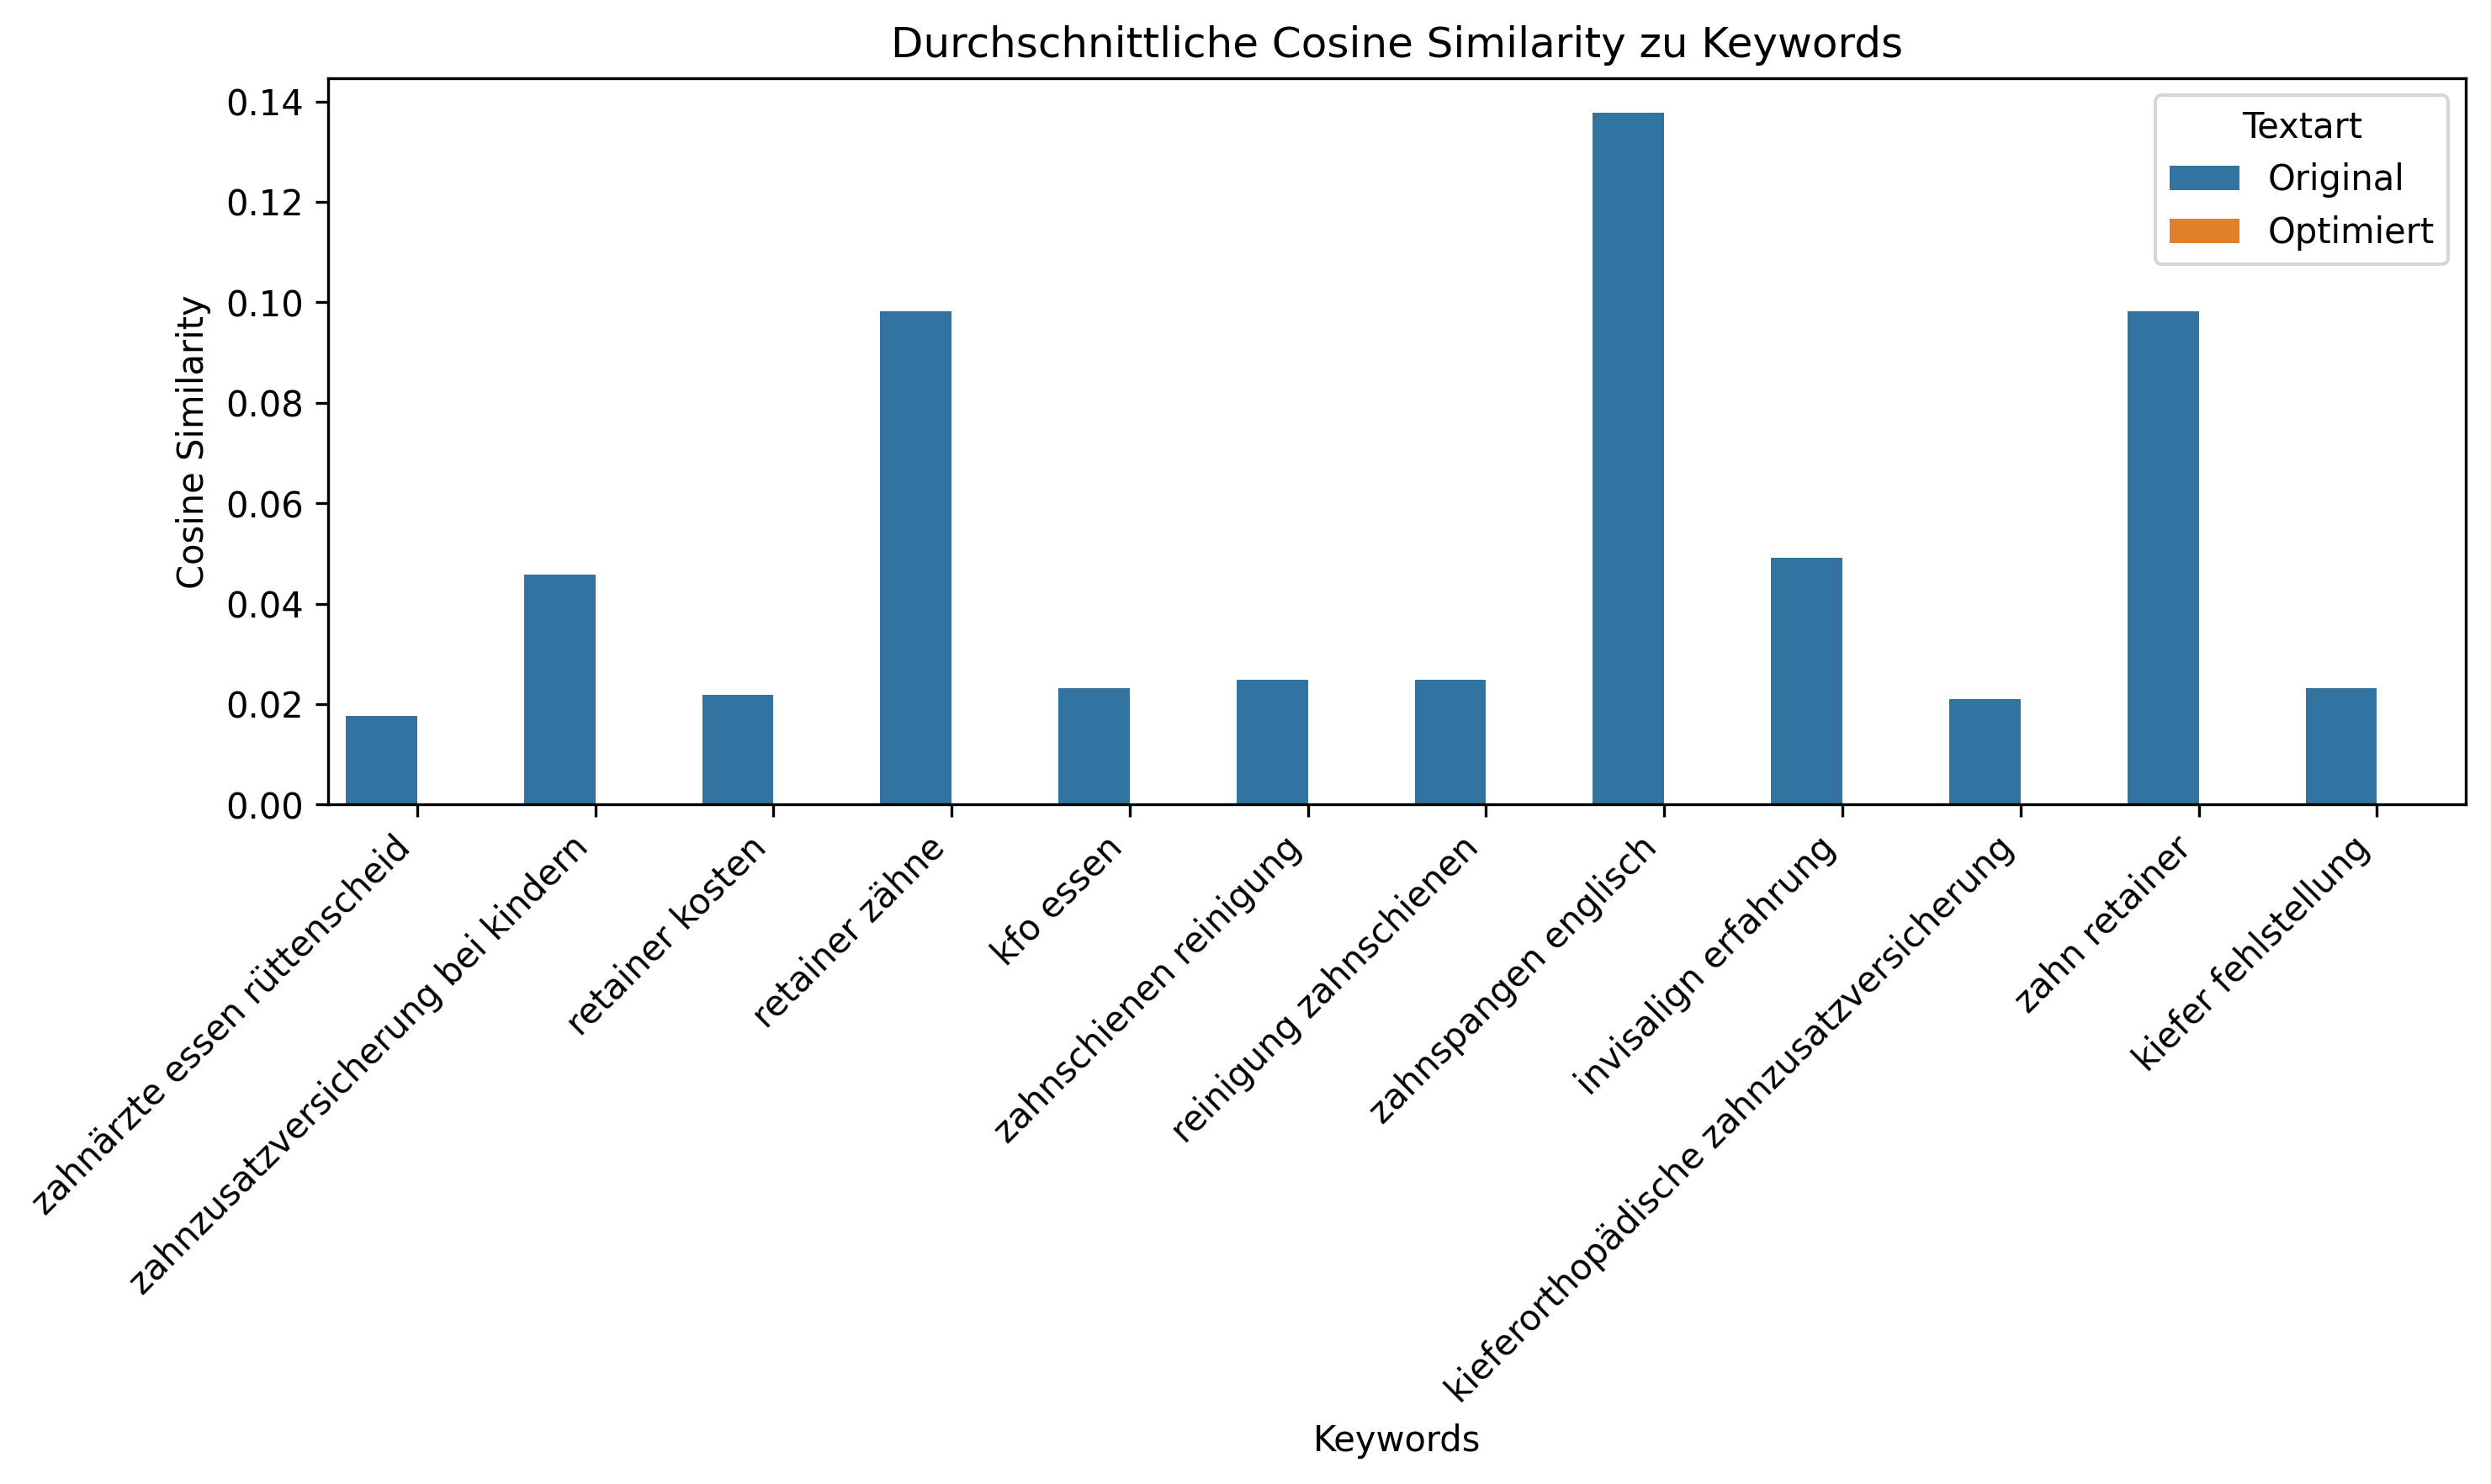 Durchschnittliche Cosine Similarity zu Keywords
Textart
Original
Optimiert
Cosine Similarity
0.14
0.12
0.10
0.08
0.06
0.04
0.02
0.00
zahnärzte essen rüttenscheid
zahnzusatzversicherung bei kindern
retainer kosten
retainer zähne
kfo essen
zahnschienen reinigung
reinigung zahnschienen
zahnspangen englisch
invisalign erfahrung
kieferorthopädische zahnzusatzversicherung
zahn retainer
kiefer fehlstellung
Keywords